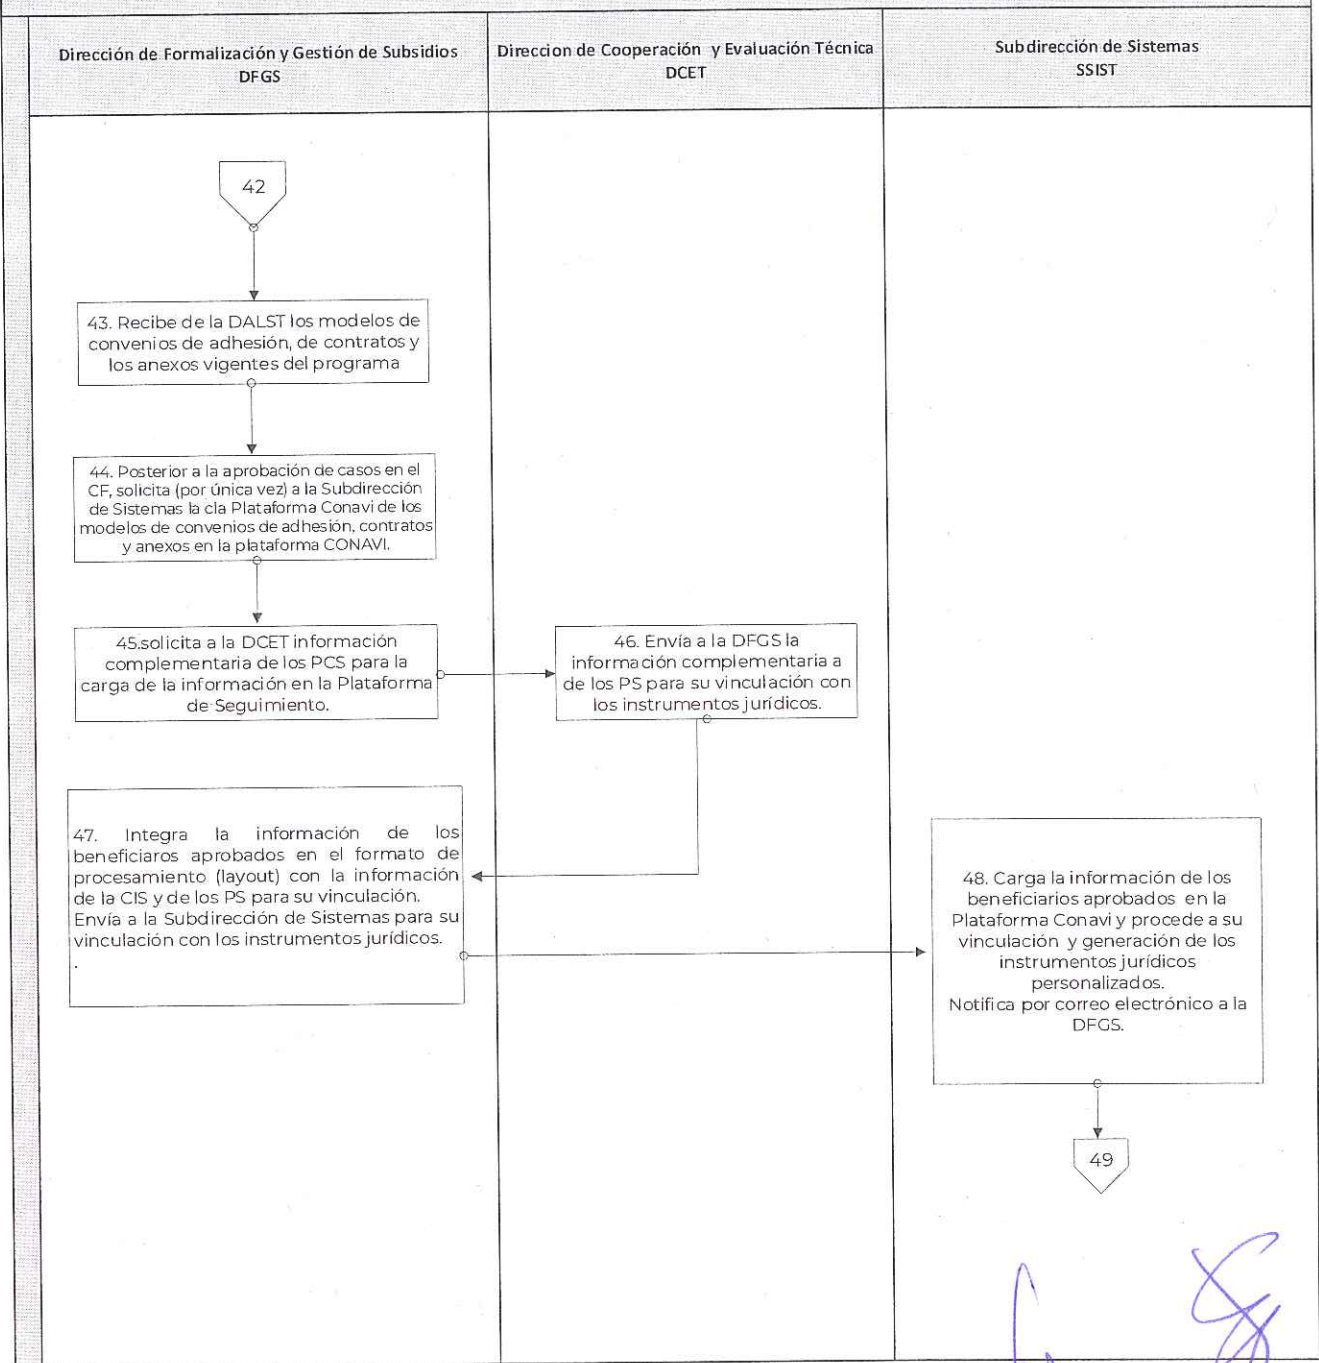 Dirección de Formalización y Gestión de Subsidios
DFGS
Direccion de Cooperación y Evaluación Técnica
DCET
Subdirección de Sistemas
SSIST
42
43. Recibe de la DALST los modelos de
convenios de adhesión, de contratos y
los anexos vigentes del programa
44. Posterior a la aprobación de casos en el
CF, solicita (por única vez) a la Subdirección
de Sistemas la cla Plataforma Conavi de los
modelos de convenios de adhesión, contratos
y anexos en la plataforma CONAVI.
45.solicita a la DCET información
complementaria de los PCS para la
carga de la información en la Plataforma
de Seguimiento.
46. Envía a la DFGS la
información complementaria a
de los PS para su vinculación con
los instrumentos jurídicos.
47. Integra la información de los
beneficiaros aprobados en el formato de
procesamiento (layout) con la información
de la CIS y de los PS para su vinculación.
Envía a la Subdirección de Sistemas para su
vinculación con los instrumentos jurídicos.
.
48. Carga la información de los
beneficiarios aprobados en la
Plataforma Conavi y procede a su
vinculación y generación de los
instrumentos jurídicos
personalizados.
Notifica por correo electrónico a la
DFGS.
49